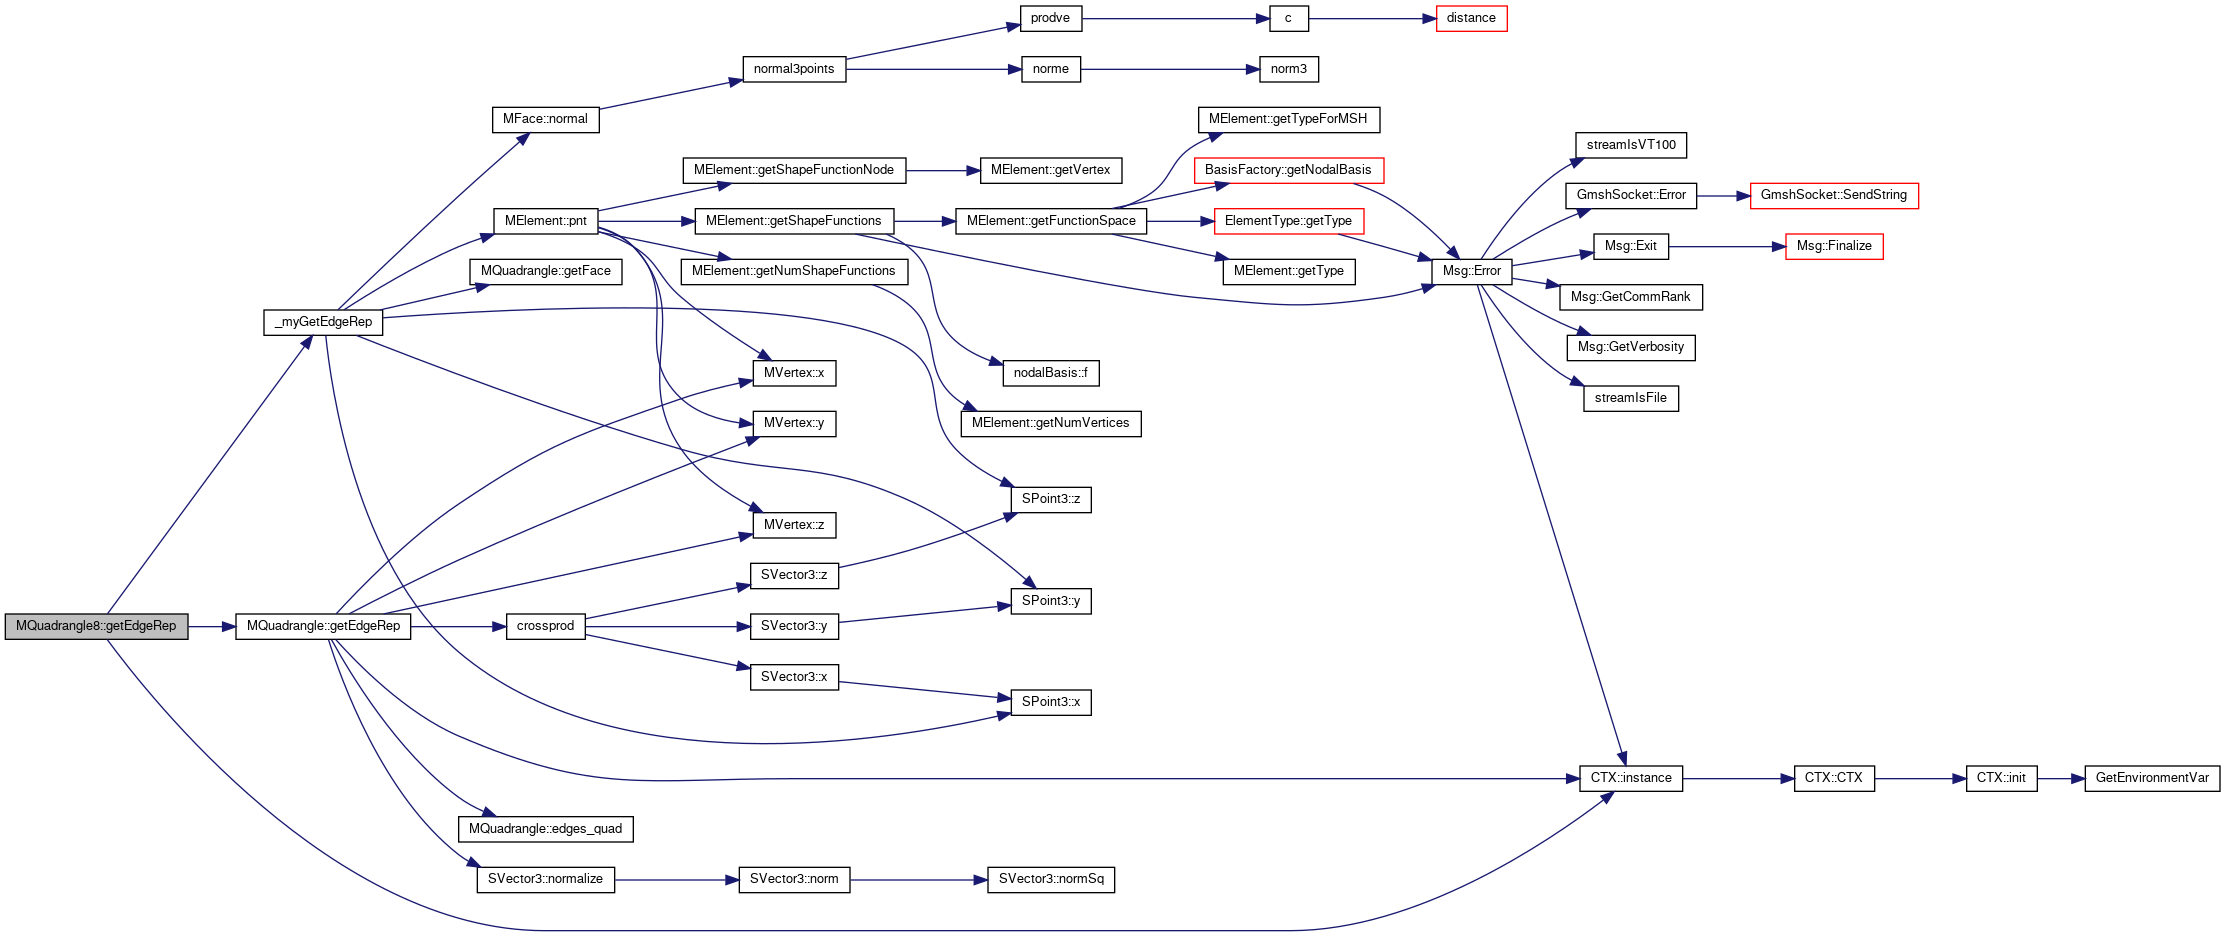 prodve
c
distance
normal3points
norme
norm3
MFace::normal
MElement::getTypeForMSH
streamIsVT100
MElement::getShapeFunctionNode
MElement::getVertex
BasisFactory::getNodalBasis
GmshSocket::Error
GmshSocket::SendString
MElement::pnt
MElement::getShapeFunctions
MElement::getFunctionSpace
ElementType::getType
Msg::Exit
Msg::Finalize
MQuadrangle::getFace
MElement::getNumShapeFunctions
MElement::getType
Msg::Error
Msg::GetCommRank
_myGetEdgeRep
Msg::GetVerbosity
MVertex::x
nodalBasis::f
streamIsFile
MVertex::y
MElement::getNumVertices
SPoint3::z
MVertex::z
SVector3::z
SPoint3::y
MQuadrangle8::getEdgeRep
MQuadrangle::getEdgeRep
crossprod
SVector3::y
SVector3::x
SPoint3::x
CTX::instance
CTX::CTX
CTX::init
GetEnvironmentVar
MQuadrangle::edges_quad
SVector3::normalize
SVector3::norm
SVector3::normSq